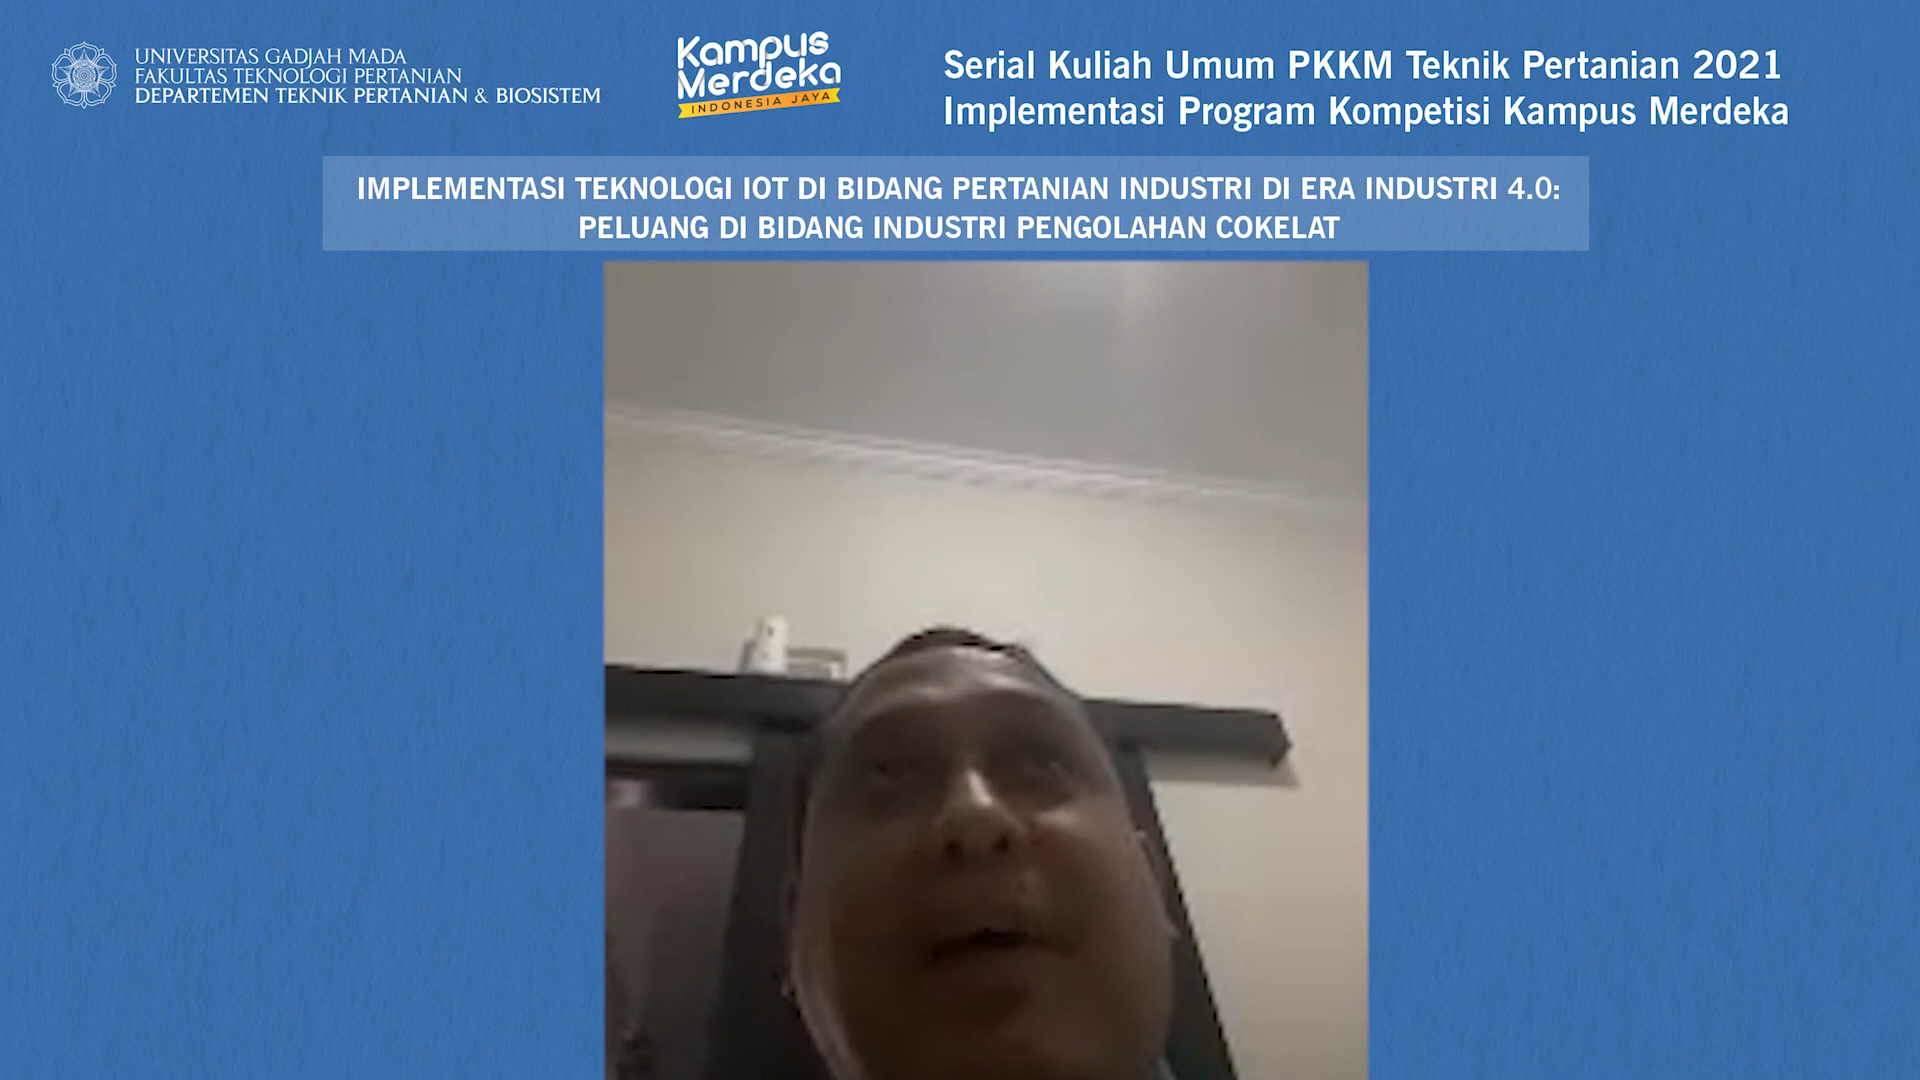 UNIVERSITAS GADJAH MADA
FAKULTAS TEKNOLOGI PERTANIAN
DEPARTEMEN TEKNIK PERTANIAN & BIOSISTEM
Kampus
Merdeka
INDONESIA JAYA
Serial Kuliah Umum PKKM Teknik Pertanian 2021
Implementasi Program Kompetisi Kampus Merdeka
IMPLEMENTASI TEKNOLOGI IOT DI BIDANG PERTANIAN INDUSTRI DI ERA INDUSTRI 4.0:
PELUANG DI BIDANG INDUSTRI PENGOLAHAN COKELAT